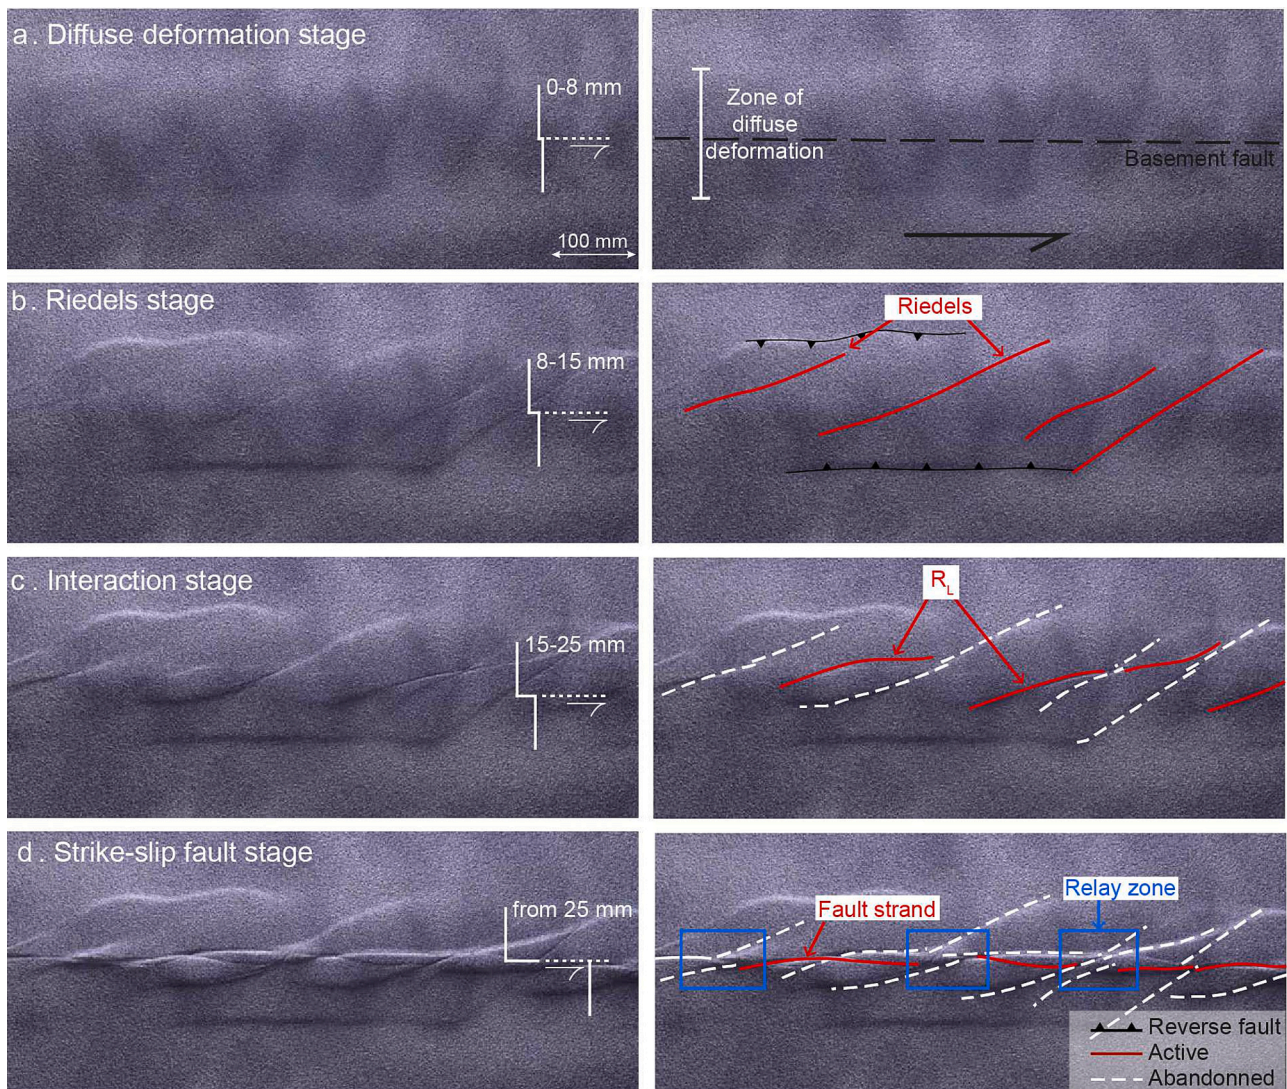 a. Diffuse deformation stage
0-8 mm
100 mm
Zone of
diffuse
deformation
Basement fault
b. Riedels stage
8-15 mm
Riedels
c. Interaction stage
15-25 mm
R_L
d. Strike-slip fault stage
from 25 mm
Relay zone
Fault strand
Reverse fault
Active
Abandonned